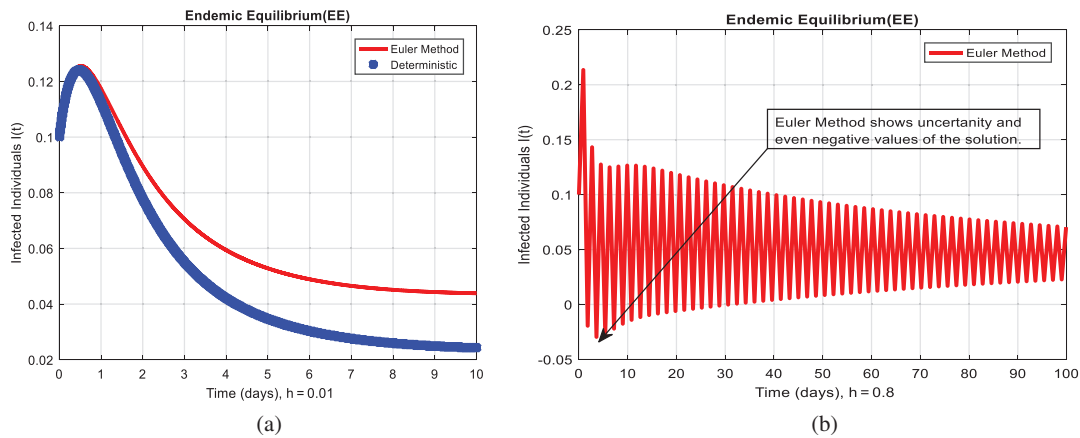 Endemic Equilibrium(EE)
0.14
0.12
0.1
0.08
0.06
0.04
0.02
Infected Individuals I(t)
Euler Method
Deterministic
0 1 2 3 4 5 6 7 8 9 10
Time (days), h = 0.01
(a)
Endemic Equilibrium(EE)
0.25
0.2
0.15
0.1
0.05
0
-0.05
Infected Individuals I(t)
Euler Method
Euler Method shows uncertanity and
even negative values of the solution.
0 10 20 30 40 50 60 70 80 90 100
Time (days), h = 0.8
(b)